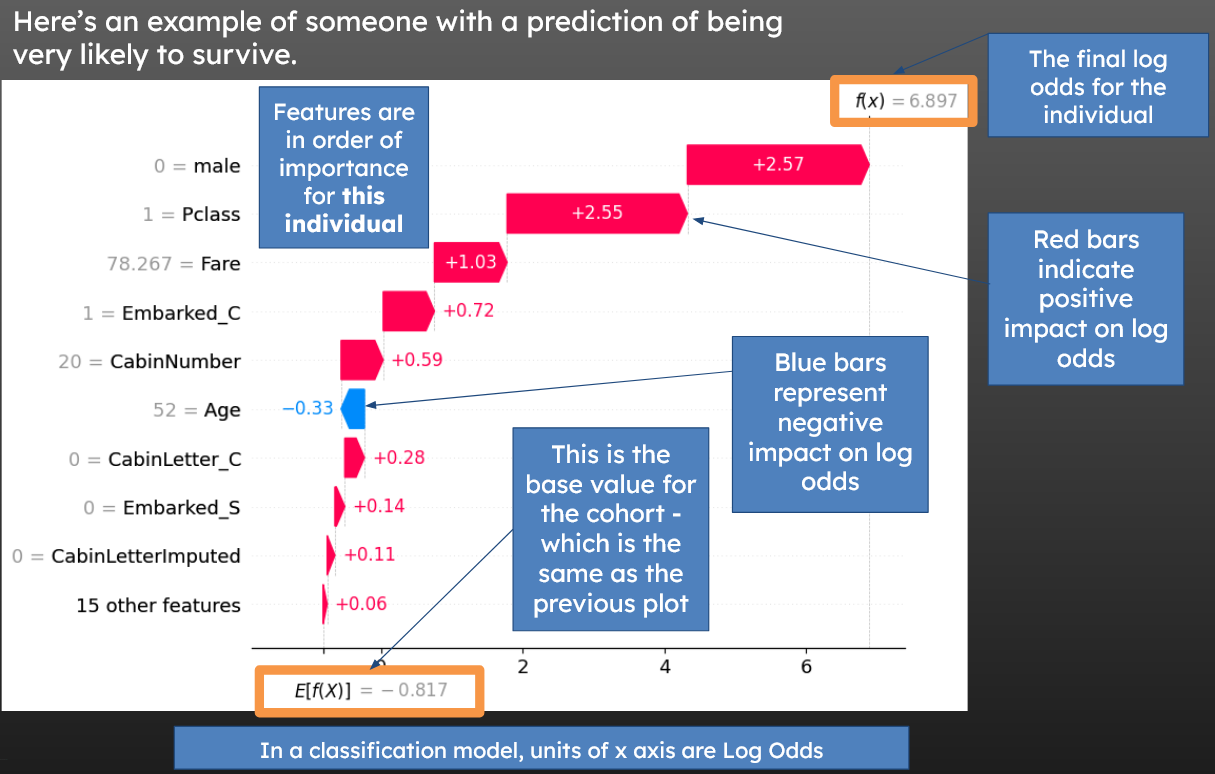 Here's an example of someone with a prediction of being
very likely to survive.
The final log
odds for the
individual
f(x) = 6.897
Features are
in order of
importance
for this
individual
0 = male
+2.57
1 = Pclass
+2.55
78.267 = Fare
+1.03
1 = Embarked_C
+0.72
20 = CabinNumber
+0.59
52 = Age
−0.33
0 = CabinLetter_C
+0.28
0 = Embarked_S
+0.14
0 = CabinLetterImputed
+0.11
15 other features
+0.06
Red bars
indicate
positive
impact on log
odds
Blue bars
represent
negative
impact on log
odds
This is the
base value for
the cohort -
which is the
same as the
previous plot
0
2
4
6
E[f(X)] = −0.817
In a classification model, units of x axis are Log Odds